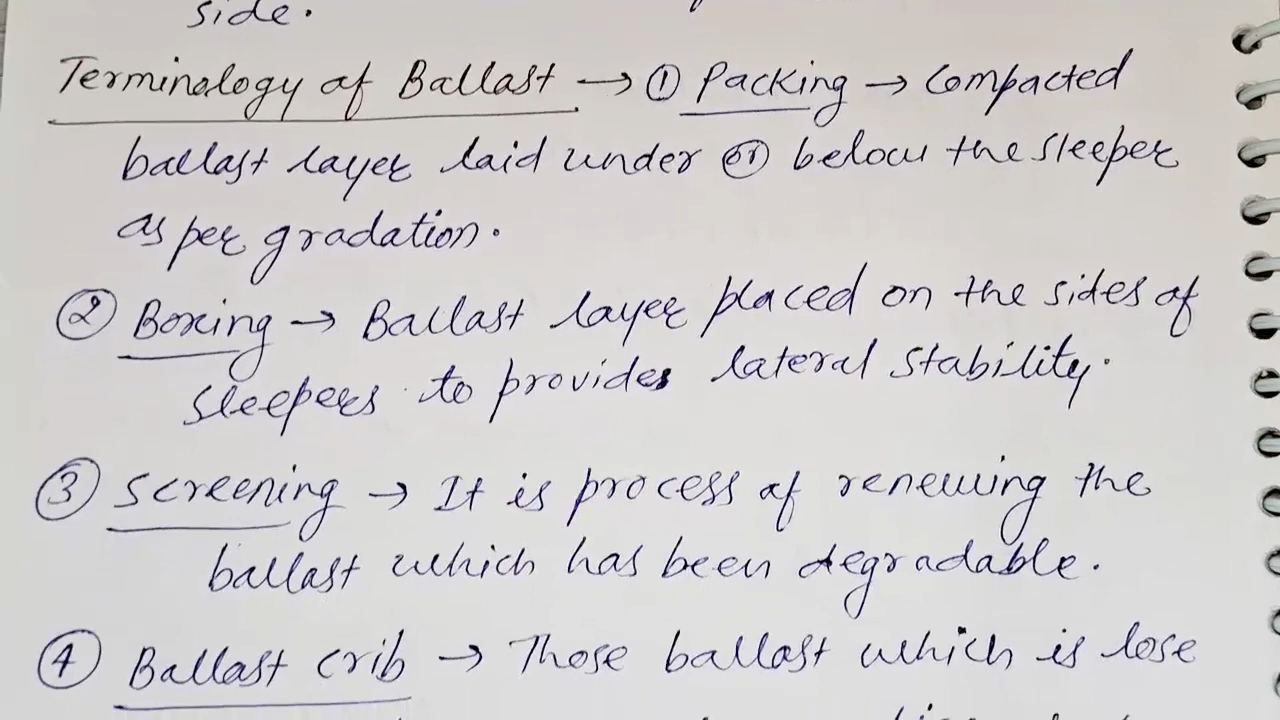 side.
Terminology of Ballast → ① Packing → Compacted
ballast layer laid under or below the sleeper
as per gradation.
② Boxing → Ballast layer placed on the sides of
sleepers to provides lateral stability.
③ Screening → It is process of renewing the
ballast which has been degradable.
④ Ballast crib → Those ballast which is lose